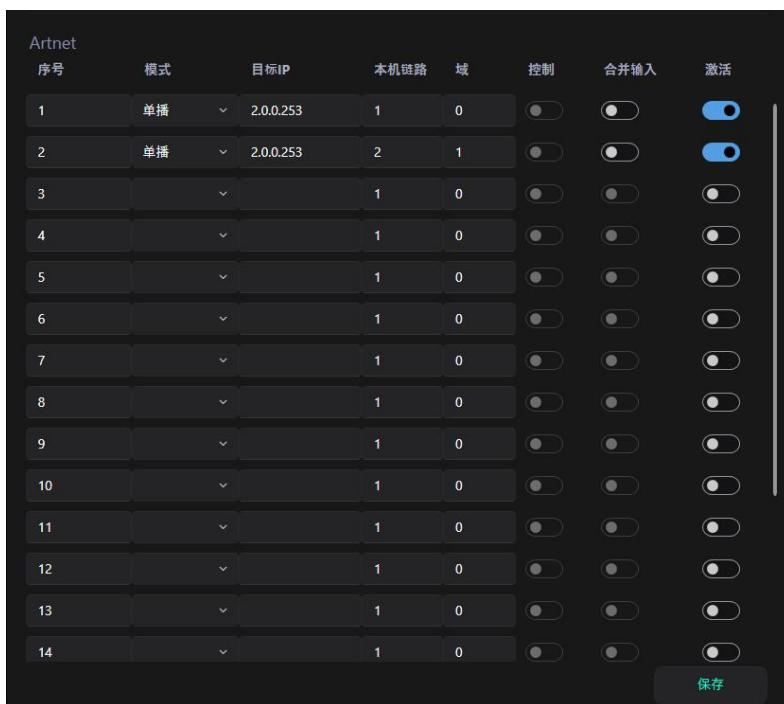 Artnet
序号 模式 目标IP 本机链路 域 控制 合并输入 激活
1 单播 2.0.0.253 1 0
2 单播 2.0.0.253 2 1
3 1 0
4 1 0
5 1 0
6 1 0
7 1 0
8 1 0
9 1 0
10 1 0
11 1 0
12 1 0
13 1 0
14 1 0
保存